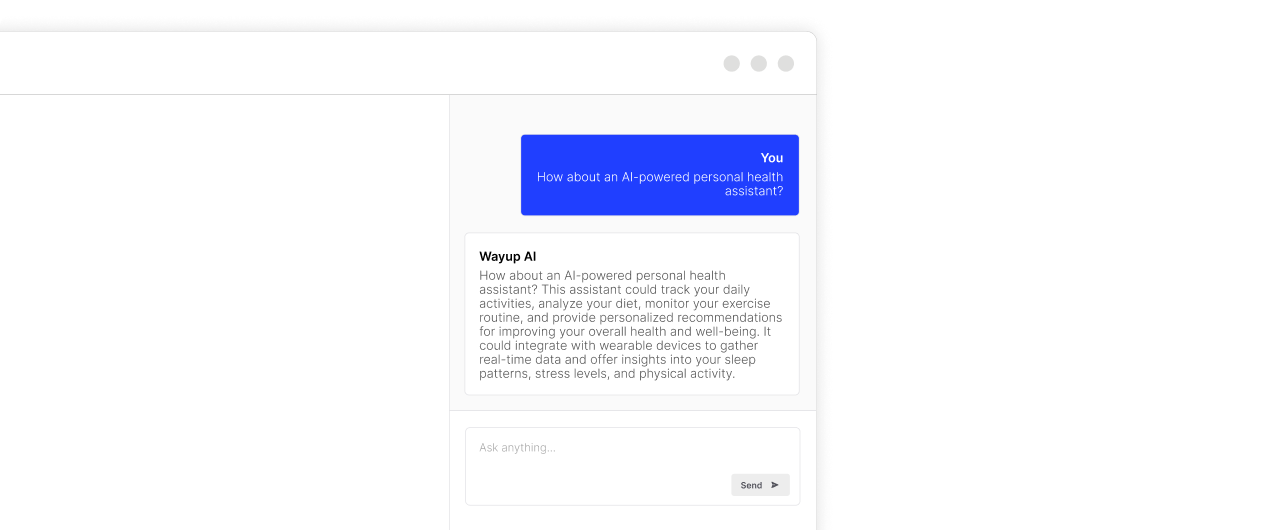 You
How about an AI-powered personal health
assistant?
Wayup AI
How about an AI-powered personal health
assistant? This assistant could track your daily
activities, analyze your diet, monitor your exercise
routine, and provide personalized recommendations
for improving your overall health and well-being. It
could integrate with wearable devices to gather
real-time data and offer insights into your sleep
patterns, stress levels, and physical activity.
Ask anything...
Send